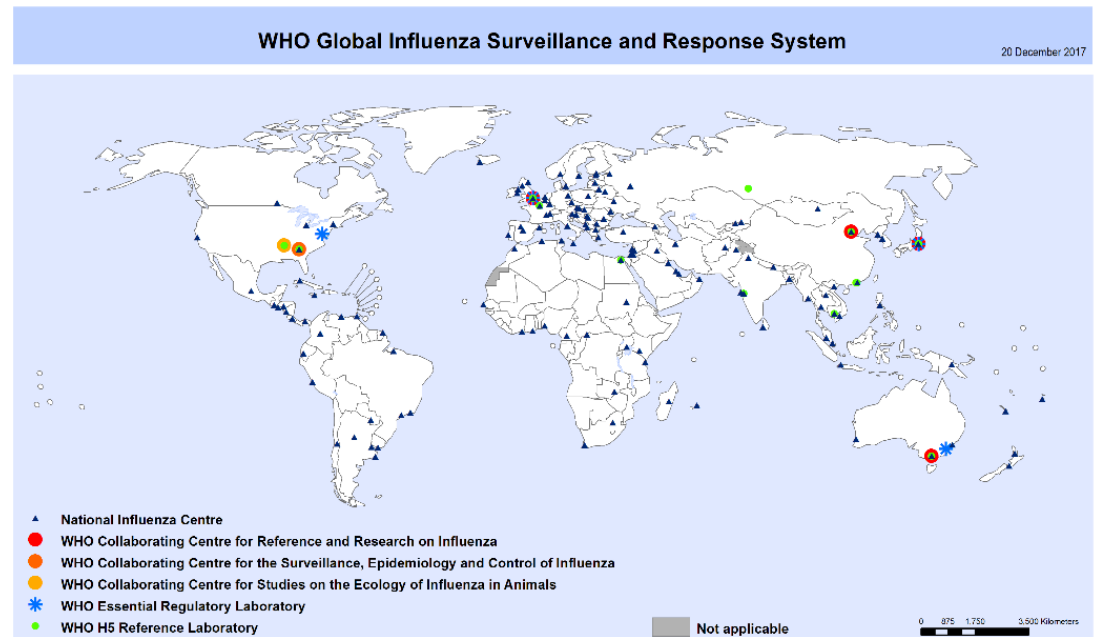 WHO Global Influenza Surveillance and Response System
20 December 2017
National Influenza Centre
WHO Collaborating Centre for Reference and Research on Influenza
WHO Collaborating Centre for the Surveillance, Epidemiology and Control of Influenza
WHO Collaborating Centre for Studies on the Ecology of Influenza in Animals
WHO Essential Regulatory Laboratory
WHO H5 Reference Laboratory
Not applicable
0 875 1,750 3,500 Kilometers